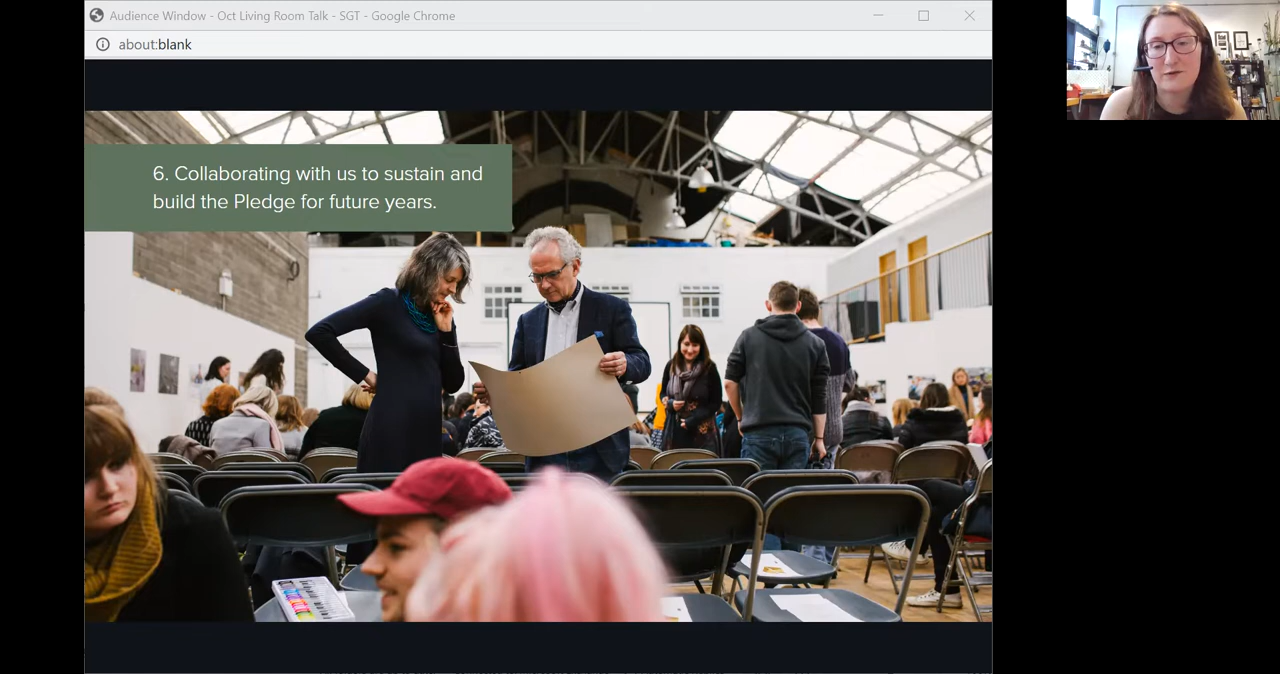 Audience Window - Oct Living Room Talk - SGT - Google Chrome
about:blank
6. Collaborating with us to sustain and
build the Pledge for future years.